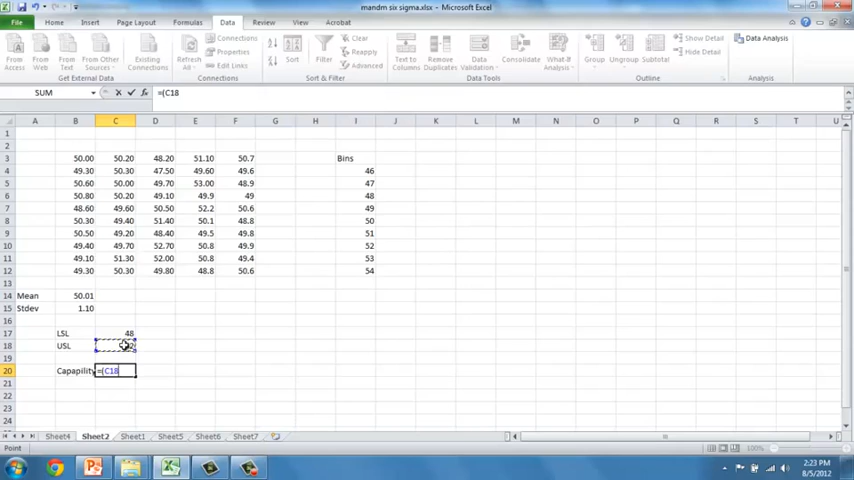 mandm six sigma.xlsx - Microsoft Excel
File Home Insert Page Layout Formulas Data Review View Acrobat
From Access From Web From Text From Other Sources Existing Connections Refresh All Connections Properties Edit Links Sort Filter Clear Reapply Advanced Text to Columns Remove Duplicates Data Validation Consolidate What-If Analysis Group Ungroup Subtotal Show Detail Hide Detail Data Analysis
Get External Data Connections Sort & Filter Data Tools Outline Analysis
SUM fx =(C18
A B C D E F G H I J K L M N O P Q R S T U
1
2
3 50.00 50.20 48.20 51.10 50.7 Bins
4 49.30 50.60 47.50 49.60 49.6 46
5 50.60 50.00 49.70 53.00 48.9 47
6 50.80 50.20 49.10 49.9 49 48
7 48.60 49.60 50.50 52.2 50.6 49
8 50.30 49.40 51.40 50.1 48.8 50
9 50.50 49.20 48.40 49.5 49.8 51
10 49.40 49.70 52.70 50.8 49.9 52
11 49.10 51.30 52.00 50.8 49.4 53
12 49.30 50.30 49.80 48.8 50.6 54
13
14 Mean 50.01
15 Stdev 1.10
16
17 LSL 48
18 USL
19
20 Capapility =(C18
21
22
23
24
Sheet4 Sheet2 Sheet1 Sheet5 Sheet6 Sheet7
Point 100%
2:23 PM
8/5/2012